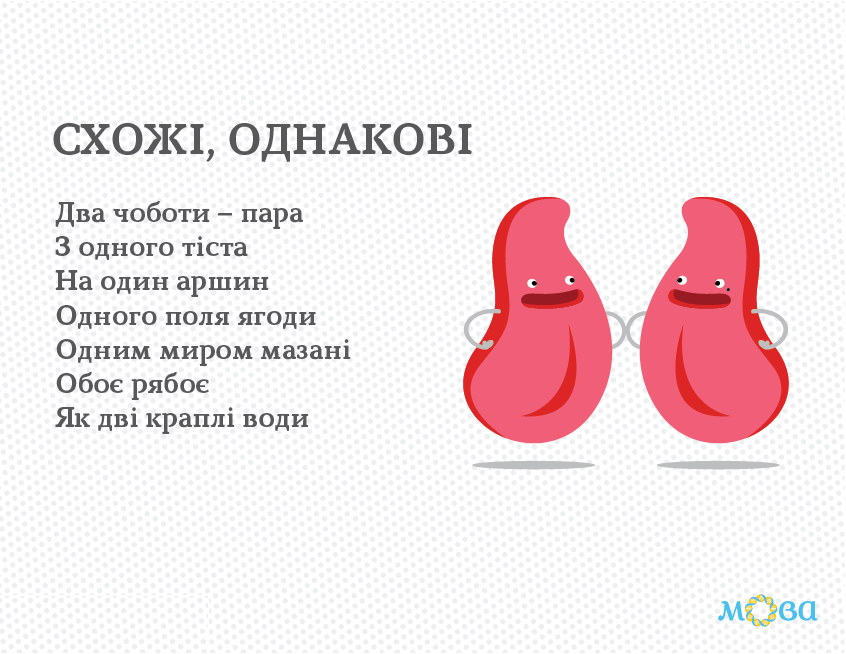 СХОЖІ, ОДНАКОВІ
Два чоботи – пара
З одного тіста
На один аршин
Одного поля ягоди
Одним миром мазані
Обоє рябоє
Як дві краплі води
мова